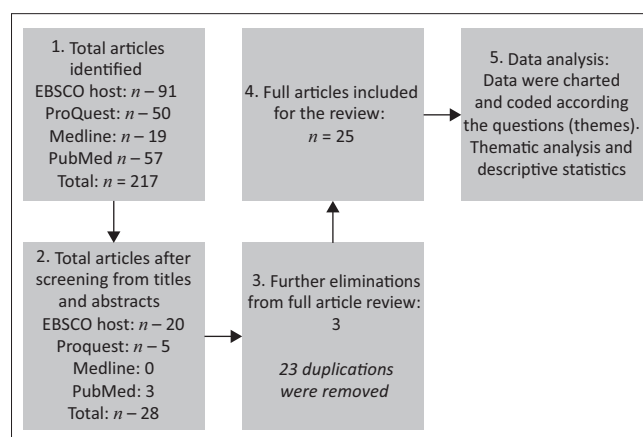 1. Total articles
identified
EBSCO host: n – 91
ProQuest: n – 50
Medline: n – 19
PubMed n – 57
Total: n = 217
2. Total articles after
screening from titles
and abstracts
EBSCO host: n – 20
Proquest: n – 5
Medline: 0
PubMed: 3
Total: n – 28
3. Further eliminations
from full article review:
3
23 duplications
were removed
4. Full articles included
for the review:
n = 25
5. Data analysis:
Data were charted
and coded according
the questions (themes).
Thematic analysis and
descriptive statistics